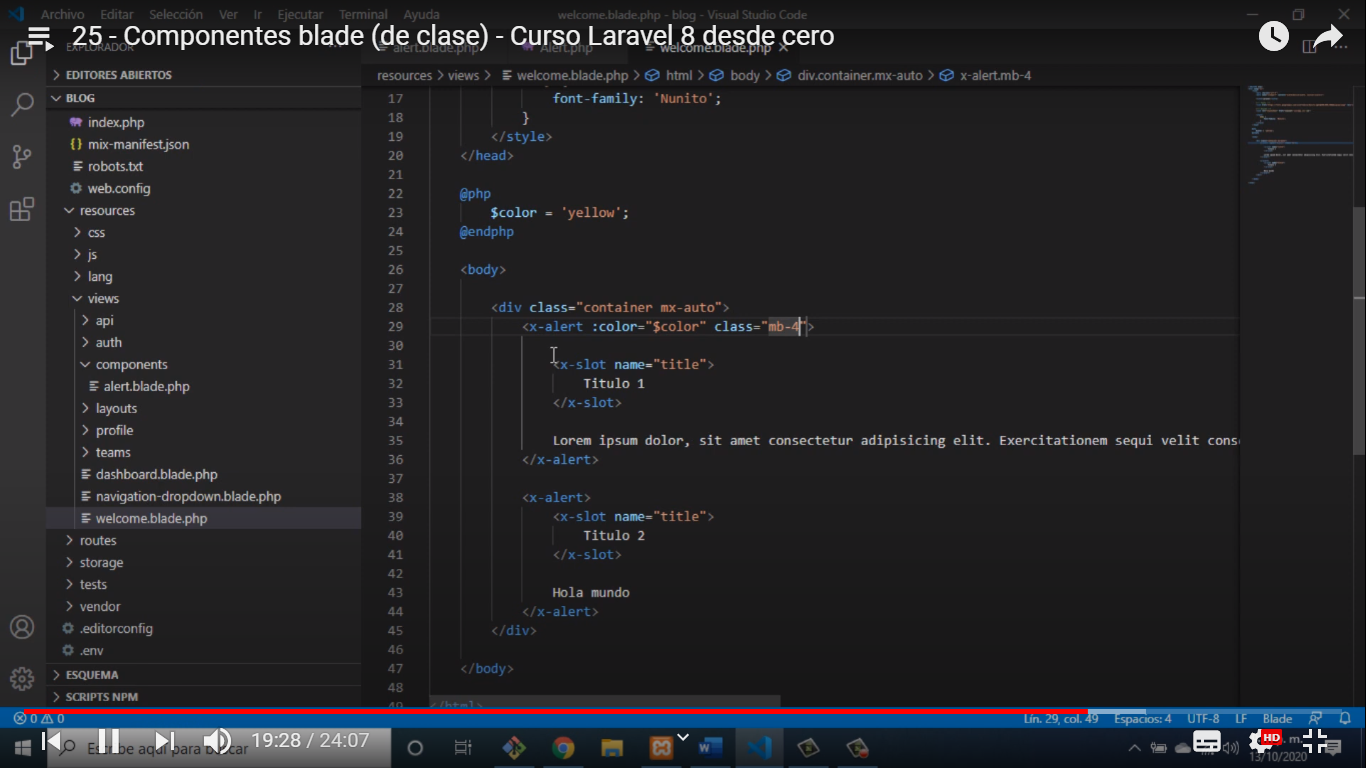 Archivo Editar Selección Ver Ir Ejecutar Terminal Ayuda welcome.blade.php - blog - Visual Studio Code
25 - Componentes blade (de clase) - Curso Laravel 8 desde cero
EXPLORADOR
alert.blade.php Alert.php welcome.blade.php
EDITORES ABIERTOS
resources > views > welcome.blade.php > html > body > div.container.mx-auto > x-alert.mb-4
BLOG
index.php
mix-manifest.json
robots.txt
web.config
resources
css
js
lang
views
api
auth
components
alert.blade.php
layouts
profile
teams
dashboard.blade.php
navigation-dropdown.blade.php
welcome.blade.php
routes
storage
tests
vendor
.editorconfig
.env
ESQUEMA
SCRIPTS NPM
17 font-family: 'Nunito';
18 }
19 </style>
20 </head>
21
22 @php
23 $color = 'yellow';
24 @endphp
25
26 <body>
27
28 <div class="container mx-auto">
29 <x-alert :color="$color" class="mb-4">
30
31 <x-slot name="title">
32 Titulo 1
33 </x-slot>
34
35 Lorem ipsum dolor, sit amet consectetur adipisicing elit. Exercitationem sequi velit cons
36 </x-alert>
37
38 <x-alert>
39 <x-slot name="title">
40 Titulo 2
41 </x-slot>
42
43 Hola mundo
44 </x-alert>
45 </div>
46
47 </body>
48
49 </html>
0 0 Lín. 29, col. 49 Espacios: 4 UTF-8 LF Blade
Escribe aquí para buscar
19:28 / 24:07
HD
m.
13/10/2020